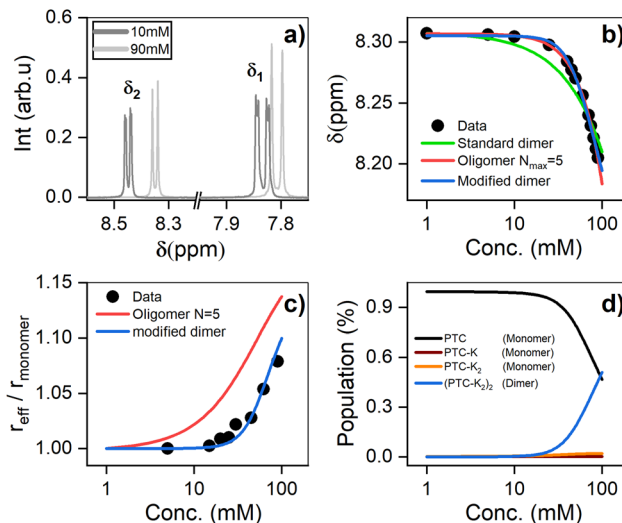 a)
10mM
90mM
δ2
δ1
Int (arb.u)
0.6
0.4
0.2
0.0
8.5 8.3 7.9 7.8
δ(ppm)
b)
δ(ppm)
8.30
8.25
8.20
Data
Standard dimer
Oligomer Nmax=5
Modified dimer
1 10 100
Conc. (mM)
c)
reff / rmonomer
1.15
1.10
1.05
1.00
Data
Oligomer N=5
modified dimer
1 10 100
Conc. (mM)
d)
Population (%)
0.9
0.6
0.3
0.0
PTC (Monomer)
PTC-K (Monomer)
PTC-K2 (Monomer)
(PTC-K2)2 (Dimer)
1 10 100
Conc. (mM)